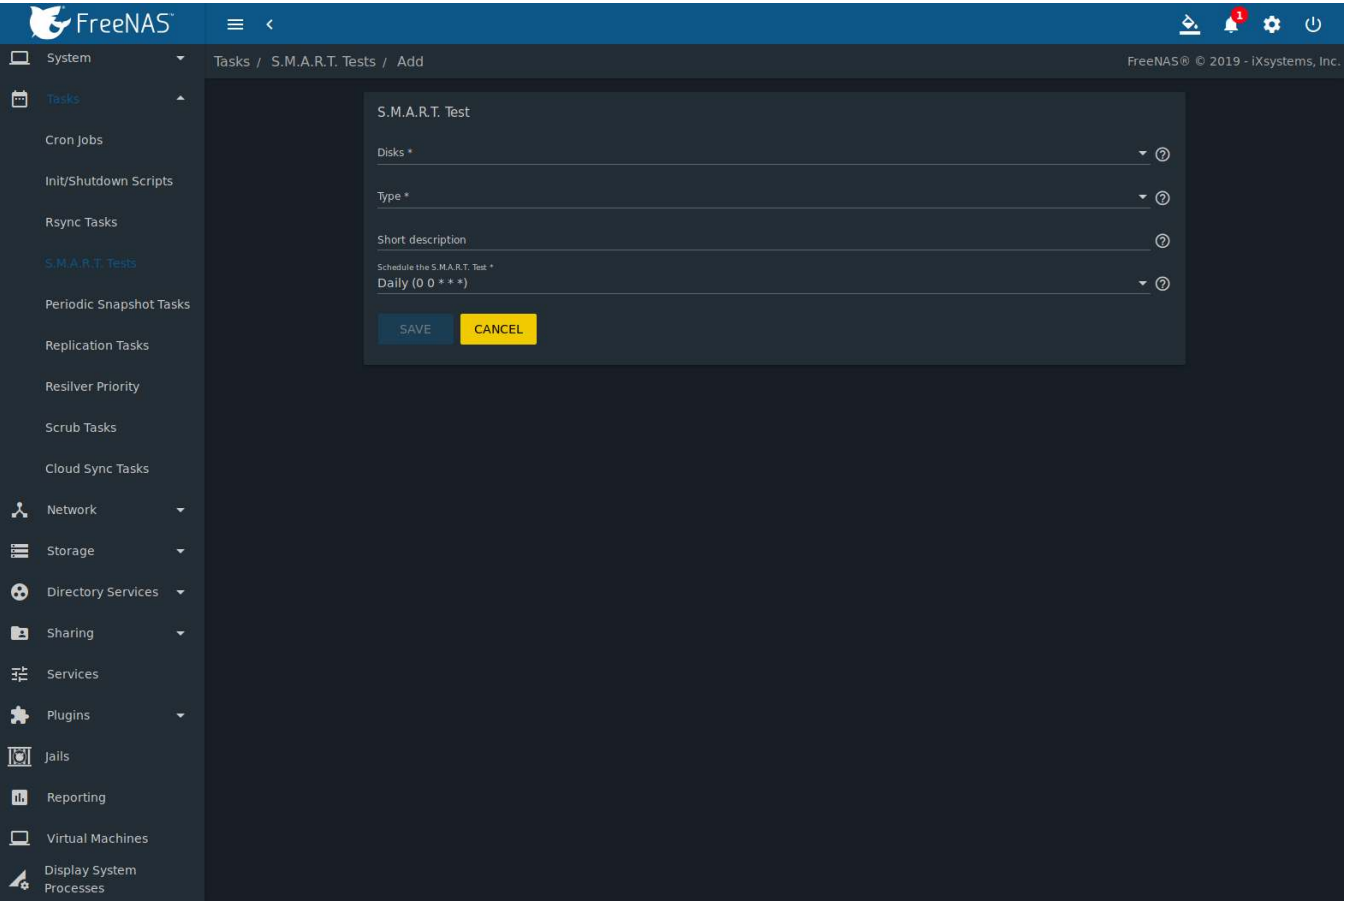 FreeNAS
1
System
Tasks / S.M.A.R.T. Tests / Add
FreeNAS® © 2019 - iXsystems, Inc.
Tasks
Cron Jobs
Init/Shutdown Scripts
Rsync Tasks
S.M.A.R.T. Tests
Periodic Snapshot Tasks
Replication Tasks
Resilver Priority
Scrub Tasks
Cloud Sync Tasks
Network
Storage
Directory Services
Sharing
Services
Plugins
Jails
Reporting
Virtual Machines
Display System
Processes
S.M.A.R.T. Test
Disks *
Type *
Short description
Schedule the S.M.A.R.T. Test *
Daily (0 0 * * *)
SAVE
CANCEL